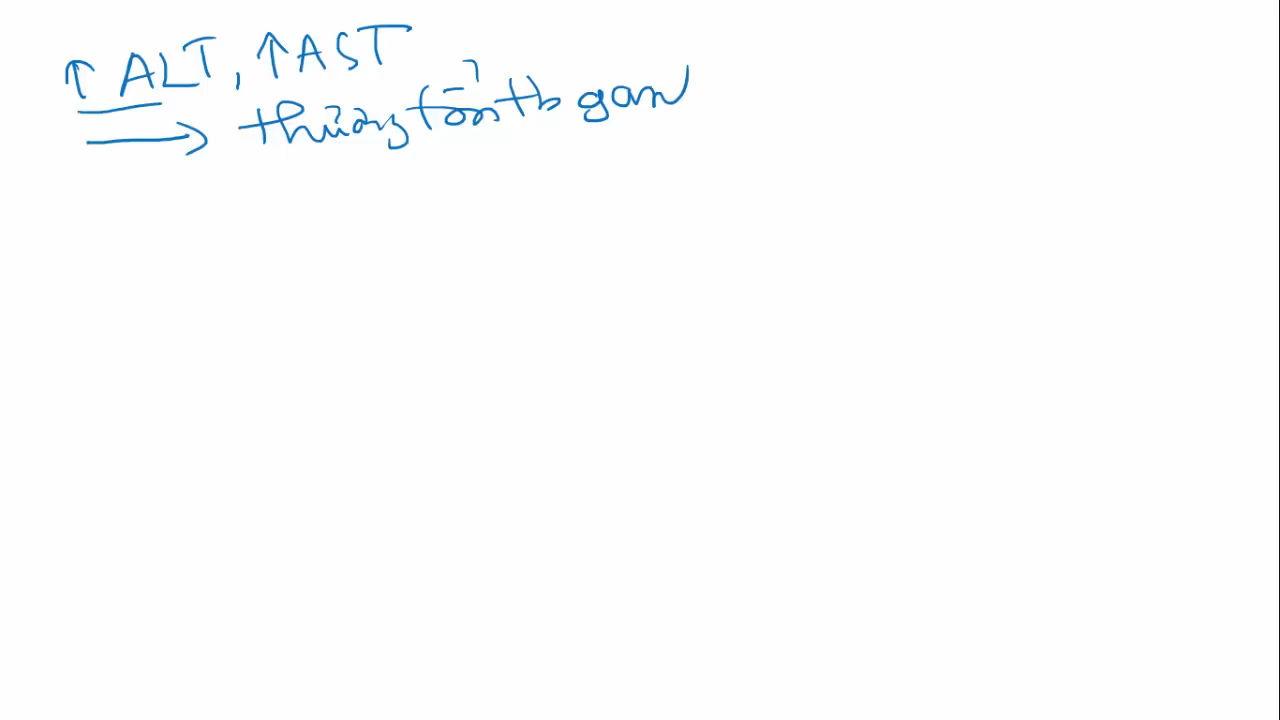 ↑ ALT, ↑ AST
→ thương tổn tb gan